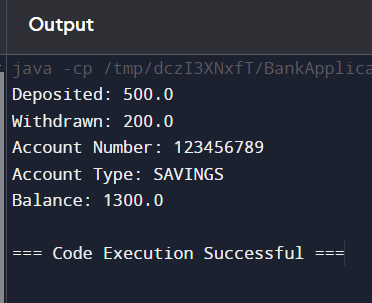 Output
java -cp /tmp/dczI3XNxfT/BankApplica
Deposited: 500.0
Withdrawn: 200.0
Account Number: 123456789
Account Type: SAVINGS
Balance: 1300.0
=== Code Execution Successful ===